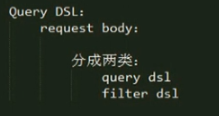 Query DSL:
request body:
分成两类:
query dsl
filter dsl